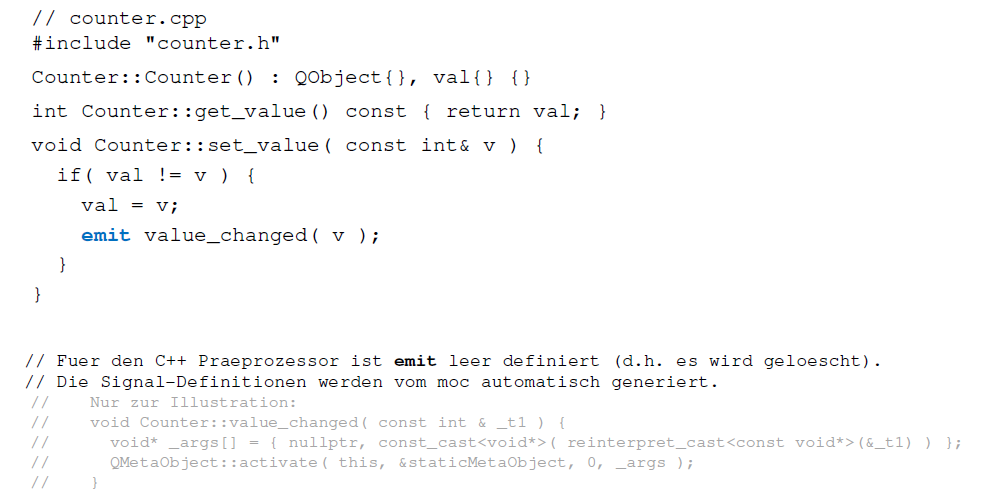 // counter.cpp
#include "counter.h"
Counter::Counter() : QObject{}, val{} {}
int Counter::get_value() const { return val; }
void Counter::set_value( const int& v ) {
if( val != v ) {
val = v;
emit value_changed( v );
}
}
// Fuer den C++ Praeprozessor ist emit leer definiert (d.h. es wird geloescht).
// Die Signal-Definitionen werden vom moc automatisch generiert.
// Nur zur Illustration:
// void Counter::value_changed( const int & _t1 ) {
// void* _args[] = { nullptr, const_cast<void*>( reinterpret_cast<const void*>(&_t1) ) };
// QMetaObject::activate( this, &staticMetaObject, 0, _args );
// }